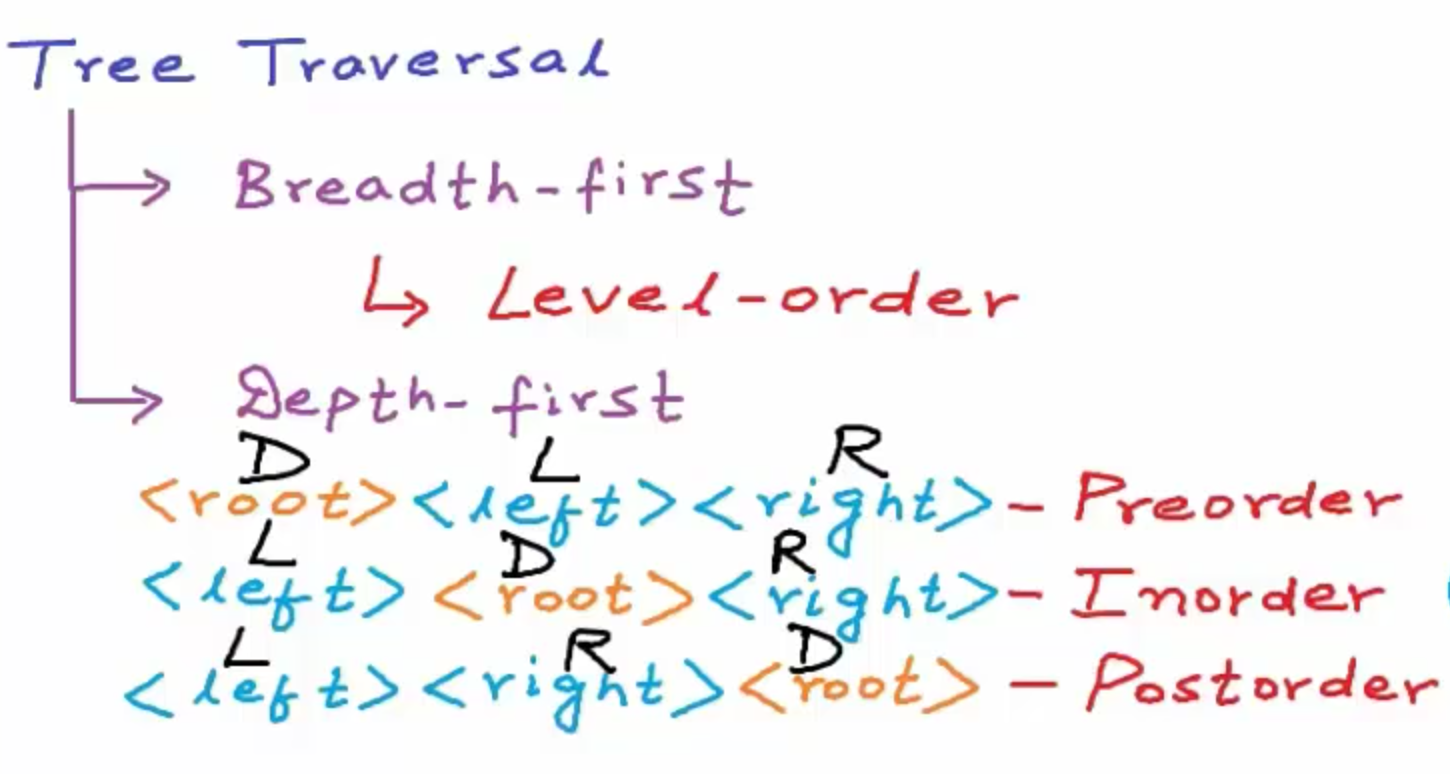 Tree Traversal
Breadth-first
Level-order
Depth-first
D L R
<root><left><right> - Preorder
L D R
<left> <root><right> - Inorder
L R D
<left><right><root> - Postorder